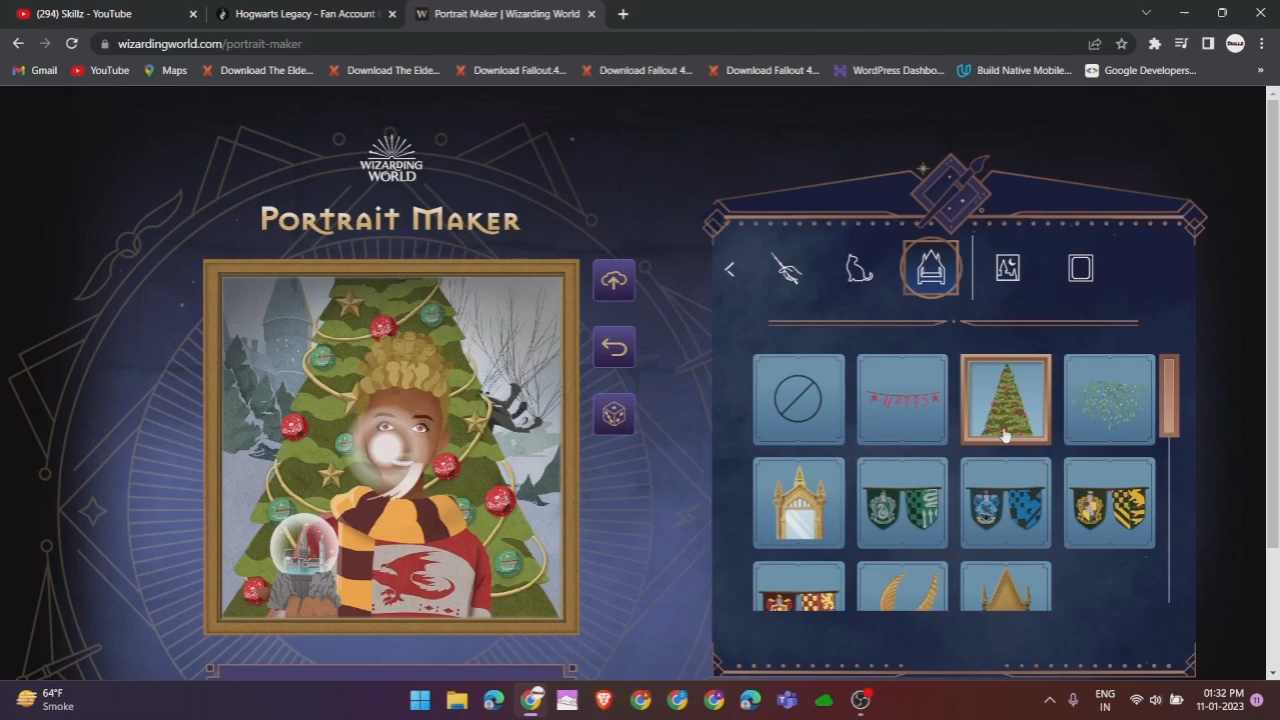 (294) Skillz - YouTube
Hogwarts Legacy - Fan Account
Portrait Maker | Wizarding World
wizardingworld.com/portrait-maker
Gmail
YouTube
Maps
Download The Elde...
Download The Elde...
Download Fallout.4...
Download Fallout 4...
Download Fallout 4...
WordPress Dashbo...
Build Native Mobile...
Google Developers...
»
WIZARDING
WORLD
PORTRAIT MAKER
HAPPY
64°F
Smoke
ENG
IN
01:32 PM
11-01-2023
11